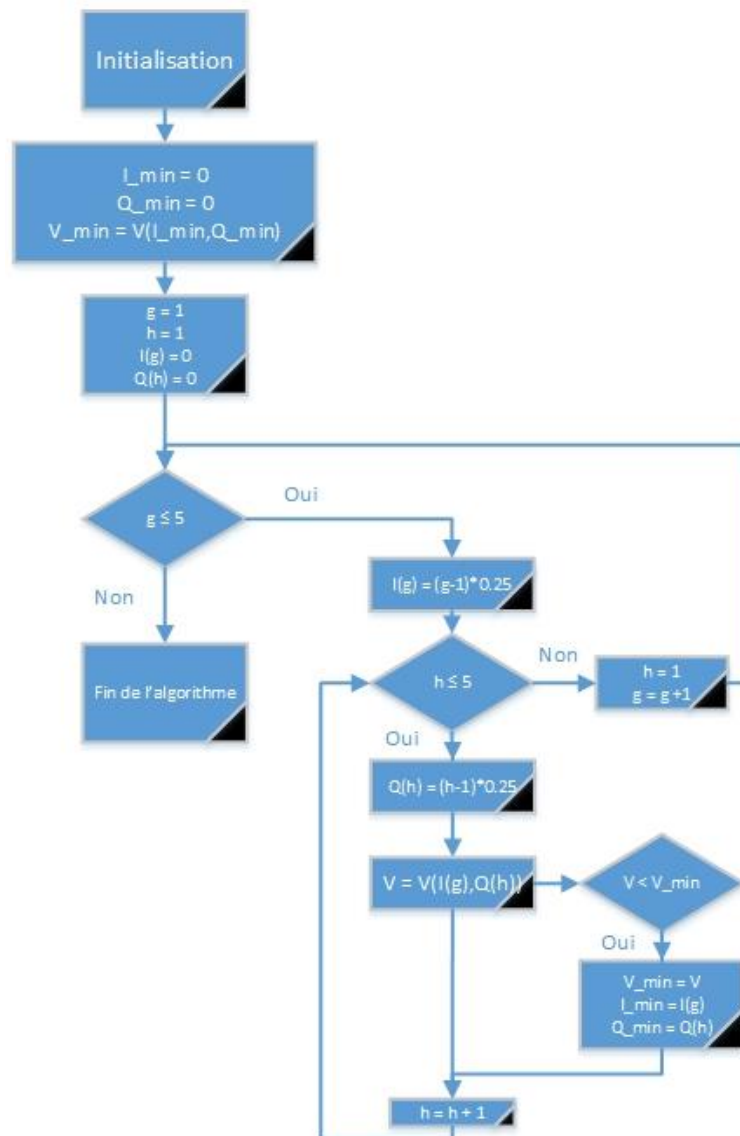 Initialisation
I_min = 0
Q_min = 0
V_min = V(I_min,Q_min)
g = 1
h = 1
I(g) = 0
Q(h) = 0
g ≤ 5
Oui
Non
I(g) = (g-1)*0.25
Fin de l'algorithme
h ≤ 5
Non
h = 1
g = g+1
Oui
Q(h) = (h-1)*0.25
V = V(I(g),Q(h))
V < V_min
Oui
V_min = V
I_min = I(g)
Q_min = Q(h)
h = h + 1